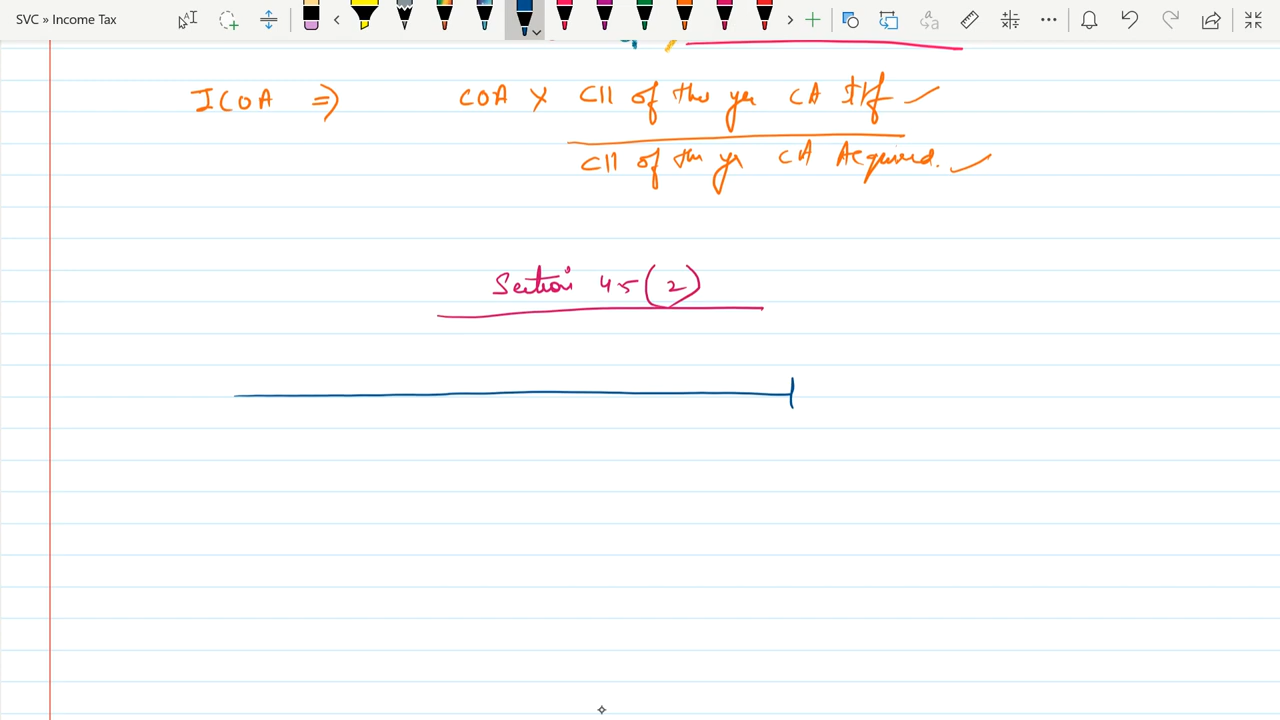 SVC » Income Tax
ICOA ⇒ COA X CII of the yr CA t/f
CII of the yr CA Acquired.
Section 45(2)